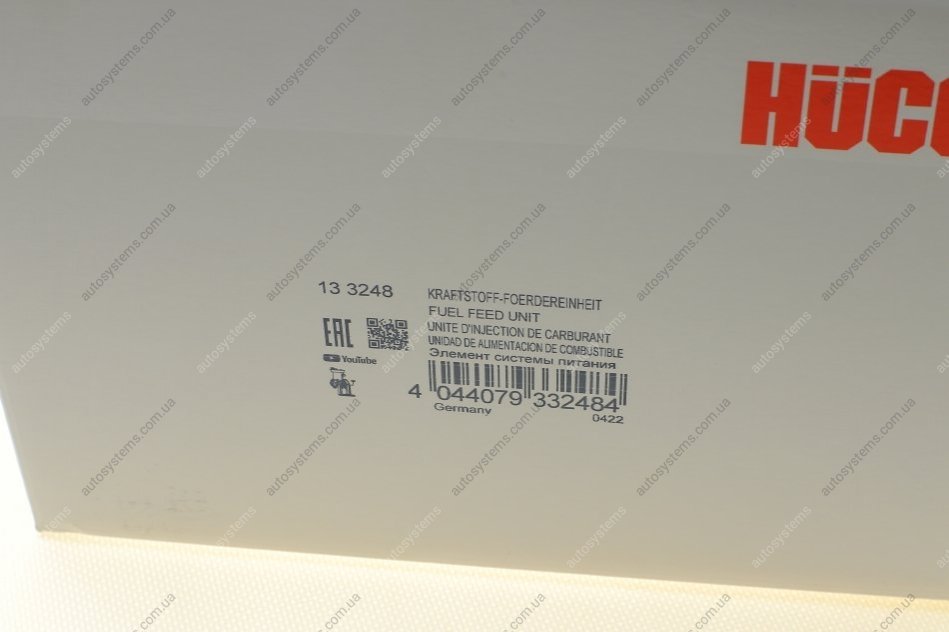 HÜCO
13 3248
KRAFTSTOFF-FOERDEREINHEIT
FUEL FEED UNIT
UNITE D'INJECTION DE CARBURANT
UNIDAD DE ALIMENTACION DE COMBUSTIBLE
Элемент системы питания
EAC
YouTube
4 044079 332484
Germany
0422
autosystems.com.ua